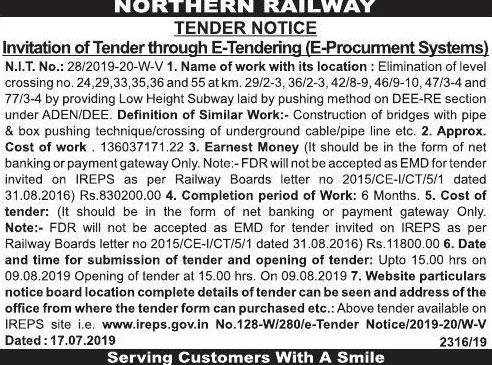 NORTHERN RAILWAY
TENDER NOTICE
Invitation of Tender through E-Tendering (E-Procurment Systems)
N.I.T. No.: 28/2019-20-W-V 1. Name of work with its location : Elimination of level
crossing no. 24,29,33,35,36 and 55 at km. 29/2-3, 36/2-3, 42/8-9, 46/9-10, 47/3-4 and
77/3-4 by providing Low Height Subway laid by pushing method on DEE-RE section
under ADEN/DEE. Definition of Similar Work:- Construction of bridges with pipe
& box pushing technique/crossing of underground cable/pipe line etc. 2. Approx.
Cost of work . 136037171.22 3. Earnest Money (It should be in the form of net
banking or payment gateway Only. Note:- FDR will not be accepted as EMD for tender
invited on IREPS as per Railway Boards letter no 2015/CE-I/CT/5/1 dated
31.08.2016) Rs.830200.00 4. Completion period of Work: 6 Months. 5. Cost of
tender: (It should be in the form of net banking or payment gateway Only.
Note:- FDR will not be accepted as EMD for tender invited on IREPS as per
Railway Boards letter no 2015/CE-I/CT/5/1 dated 31.08.2016) Rs.11800.00 6. Date
and time for submission of tender and opening of tender: Upto 15.00 hrs on
09.08.2019 Opening of tender at 15.00 hrs. On 09.08.2019 7. Website particulars
notice board location complete details of tender can be seen and address of the
office from where the tender form can purchased etc.: Above tender available on
IREPS site i.e. www.ireps.gov.in No.128-W/280/e-Tender Notice/2019-20/W-V
Dated : 17.07.2019 2316/19
Serving Customers With A Smile